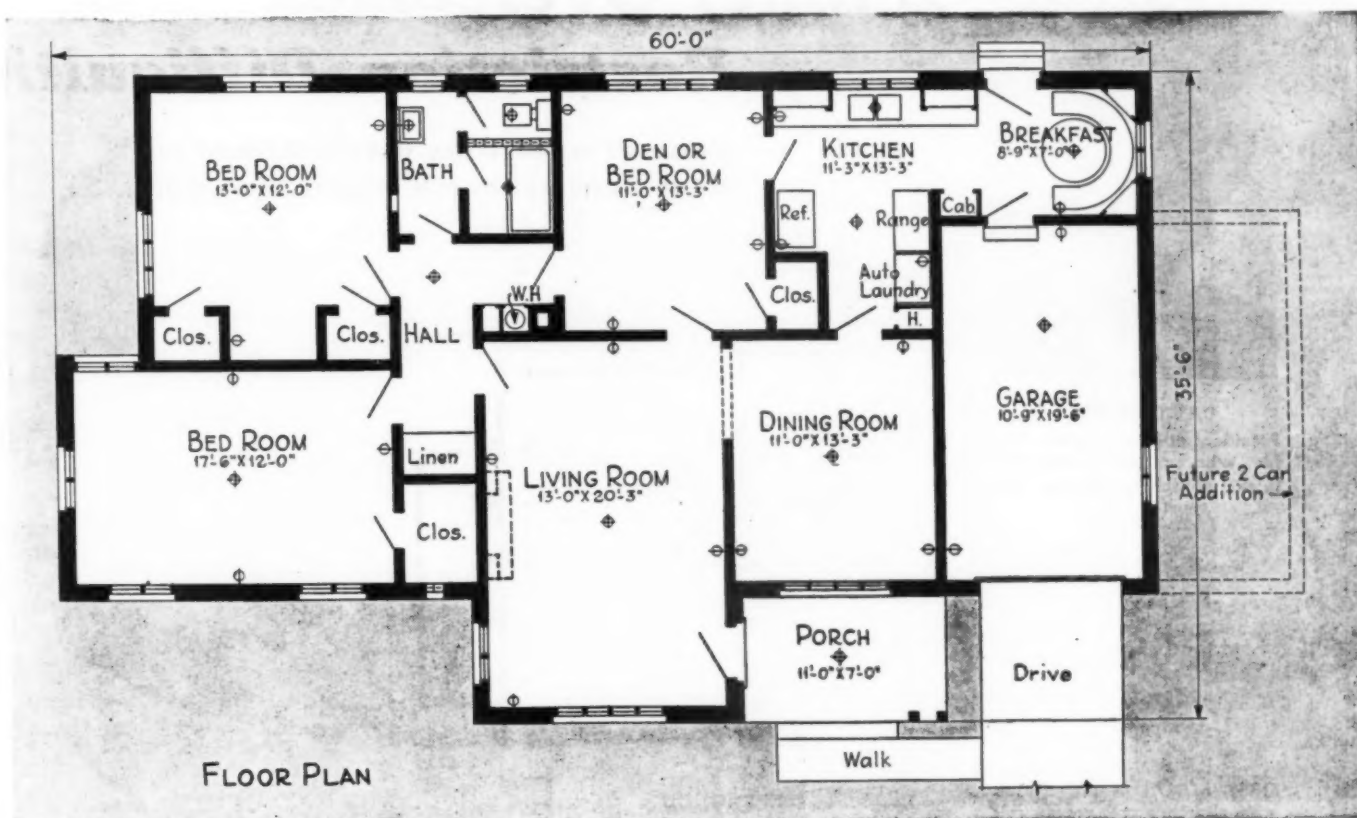 60'-0"
BED ROOM
13'-0"X12'-0"
BATH
DEN OR
BED ROOM
11'-0"X13'-3"
KITCHEN
11'-3"X13'-3"
BREAKFAST
8'-9"X7'-0"
Ref.
Range
Cab
Auto
Laundry
H.
Clos.
W.H
Clos.
Clos.
HALL
35'-6"
BED ROOM
17'-6"X12'-0"
Linen
Clos.
LIVING ROOM
13'-0"X20'-3"
DINING ROOM
11'-0"X13'-3"
GARAGE
10'-9"X19'-6"
Future 2 Car
Addition
PORCH
11'-0"X7'-0"
Drive
Walk
FLOOR PLAN